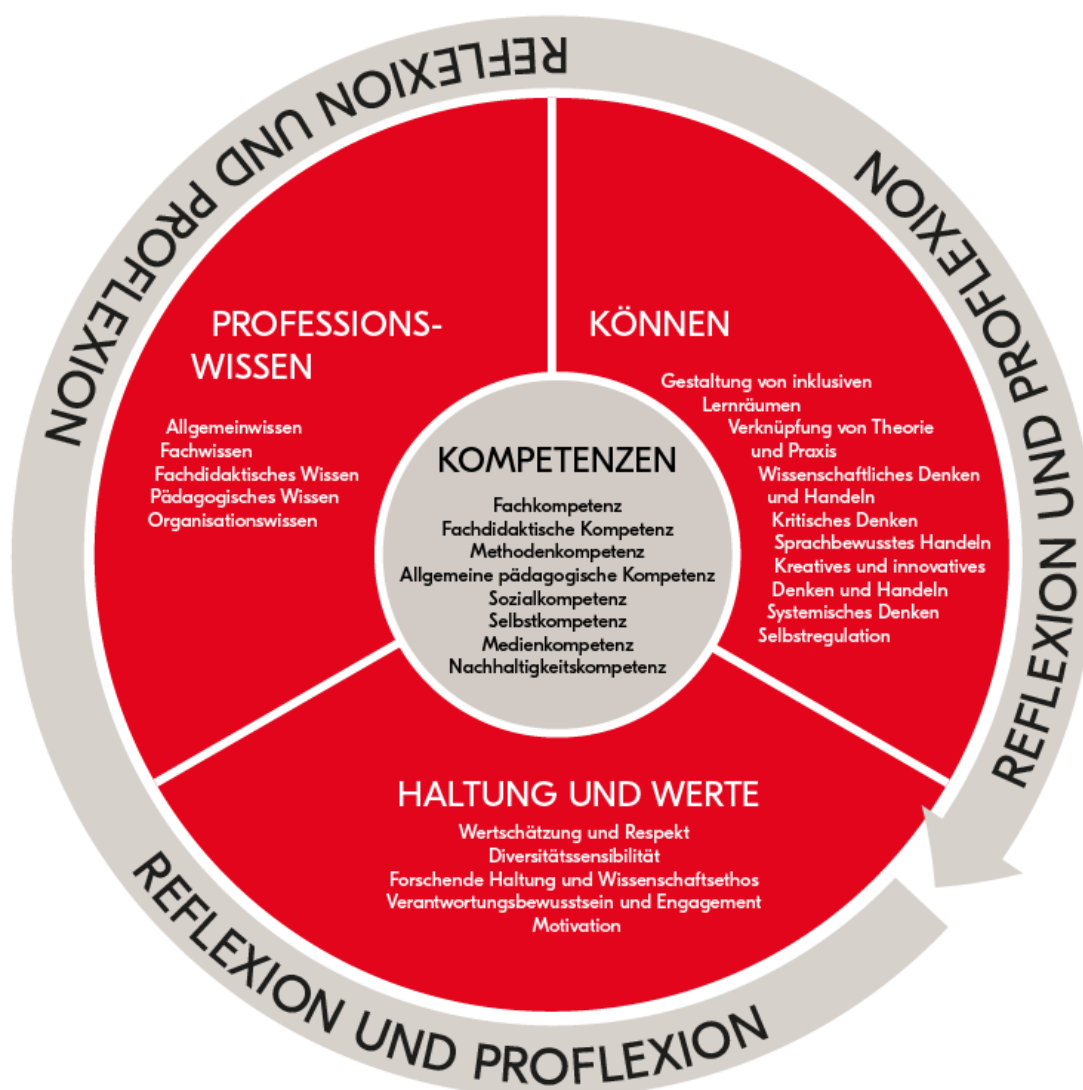 REFLEXION UND PROFLEXION
REFLEXION UND PROFLEXION
PROFESSIONS-
WISSEN
Allgemeinwissen
Fachwissen
Fachdidaktisches Wissen
Pädagogisches Wissen
Organisationswissen
KÖNNEN
Gestaltung von inklusiven
Lernräumen
Verknüpfung von Theorie
und Praxis
Wissenschaftliches Denken
und Handeln
Kritisches Denken
Sprachbewusstes Handeln
Kreatives und innovatives
Denken und Handeln
Systemisches Denken
Selbstregulation
KOMPETENZEN
Fachkompetenz
Fachdidaktische Kompetenz
Methodenkompetenz
Allgemeine pädagogische Kompetenz
Sozialkompetenz
Selbstkompetenz
Medienkompetenz
Nachhaltigkeitskompetenz
HALTUNG UND WERTE
Wertschätzung und Respekt
Diversitätssensibilität
Forschende Haltung und Wissenschaftsethos
Verantwortungsbewusstsein und Engagement
Motivation
REFLEXION UND PROFLEXION